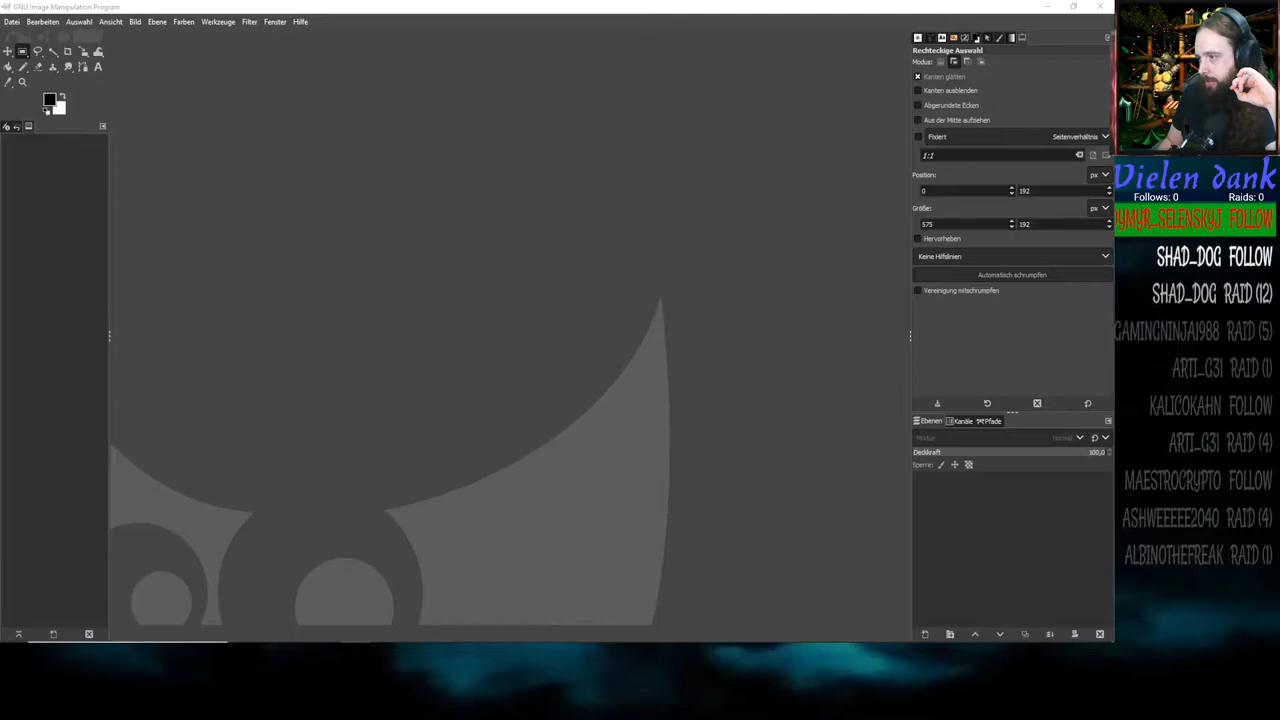 GNU Image Manipulation Program
Datei Bearbeiten Auswahl Ansicht Bild Ebene Farben Werkzeuge Filter Fenster Hilfe
Rechteckige Auswahl
Modus:
Kanten glätten
Kanten ausblenden
Abgerundete Ecken
Aus der Mitte aufziehen
Fixiert Seitenverhältnis
1:1
Position: px
0 192
Größe: px
575 192
Hervorheben
Keine Hilfslinien
Automatisch schrumpfen
Vereinigung mitschrumpfen
Ebenen Kanäle Pfade
Modus Normal
Deckkraft 100,0
Sperre:
Vielen dank
Follows: 0 Raids: 0
YMYR_SELENSKYJ FOLLOW
SHAD_DOG FOLLOW
SHAD_DOG RAID (12)
GAMINGNINJA1988 RAID (5)
ARTI_G31 RAID (1)
KALICOKAHN FOLLOW
ARTI_G31 RAID (4)
MAESTROCRYPTO FOLLOW
ASHWEEEEE2040 RAID (4)
ALBINOTHEFREAK RAID (1)